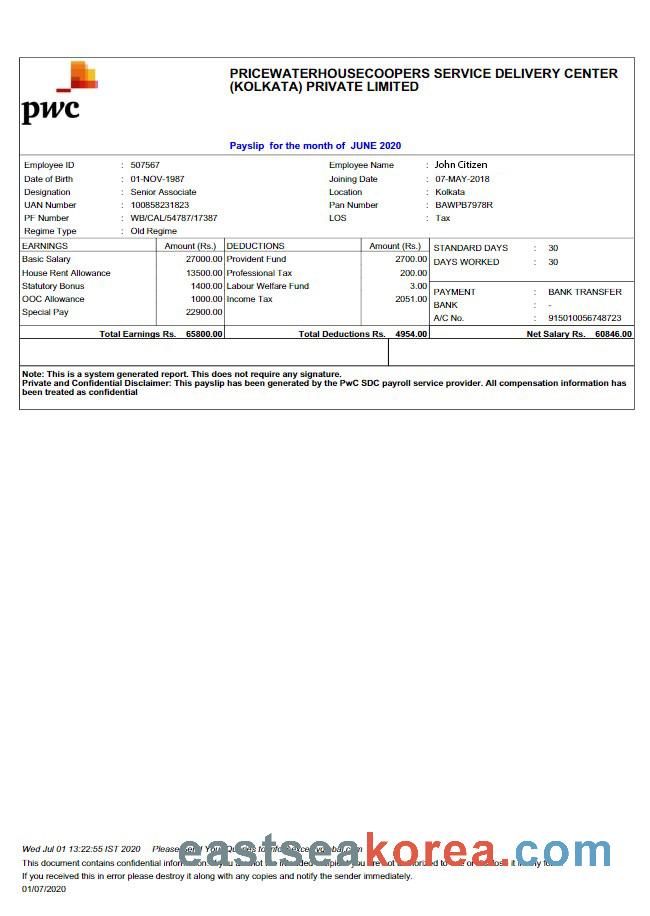 pwc
PRICEWATERHOUSECOOPERS SERVICE DELIVERY CENTER
(KOLKATA) PRIVATE LIMITED
Payslip for the month of JUNE 2020
Employee ID : 507567 Employee Name : John Citizen
Date of Birth : 01-NOV-1987 Joining Date : 07-MAY-2018
Designation : Senior Associate Location : Kolkata
UAN Number : 100858231823 Pan Number : BAWPB7978R
PF Number : WB/CAL/54787/17387 LOS : Tax
Regime Type : Old Regime
EARNINGS Amount (Rs.) DEDUCTIONS Amount (Rs.) STANDARD DAYS : 30
Basic Salary 27000.00 Provident Fund 2700.00 DAYS WORKED : 30
House Rent Allowance 13500.00 Professional Tax 200.00
Statutory Bonus 1400.00 Labour Welfare Fund 3.00 PAYMENT : BANK TRANSFER
OOC Allowance 1000.00 Income Tax 2051.00 BANK : -
Special Pay 22900.00 A/C No. : 915010056748723
Total Earnings Rs. 65800.00 Total Deductions Rs. 4954.00 Net Salary Rs. 60846.00
Note: This is a system generated report. This does not require any signature.
Private and Confidential Disclaimer: This payslip has been generated by the PwC SDC payroll service provider. All compensation information has
been treated as confidential
Wed Jul 01 13:22:55 IST 2020 Please
eastseakorea.com
This document contains confidential
If you received this in error please destroy it along with any copies and notify the sender immediately.
01/07/2020